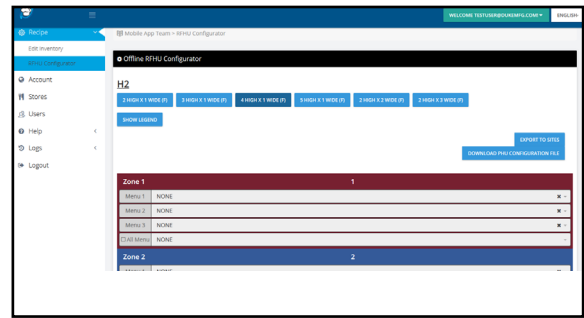 WELCOME TESTUSER@DUKEMFG.COM!
ENGLISH
Recipe
Edit Inventory
RFHU Configurator
Account
Stores
Users
Help
Logs
Logout
Mobile App Team > RFHU Configurator
Offline RFHU Configurator
H2
2 HIGH X 1 WIDE (F) 3 HIGH X 1 WIDE (F) 4 HIGH X 1 WIDE (F) 5 HIGH X 1 WIDE (F) 2 HIGH X 2 WIDE (F) 2 HIGH X 3 WIDE (F)
SHOW LEGEND
EXPORT TO SITES
DOWNLOAD PHU CONFIGURATION FILE
Zone 1 1
Menu 1 NONE
Menu 2 NONE
Menu 3 NONE
All Menu NONE
Zone 2 2